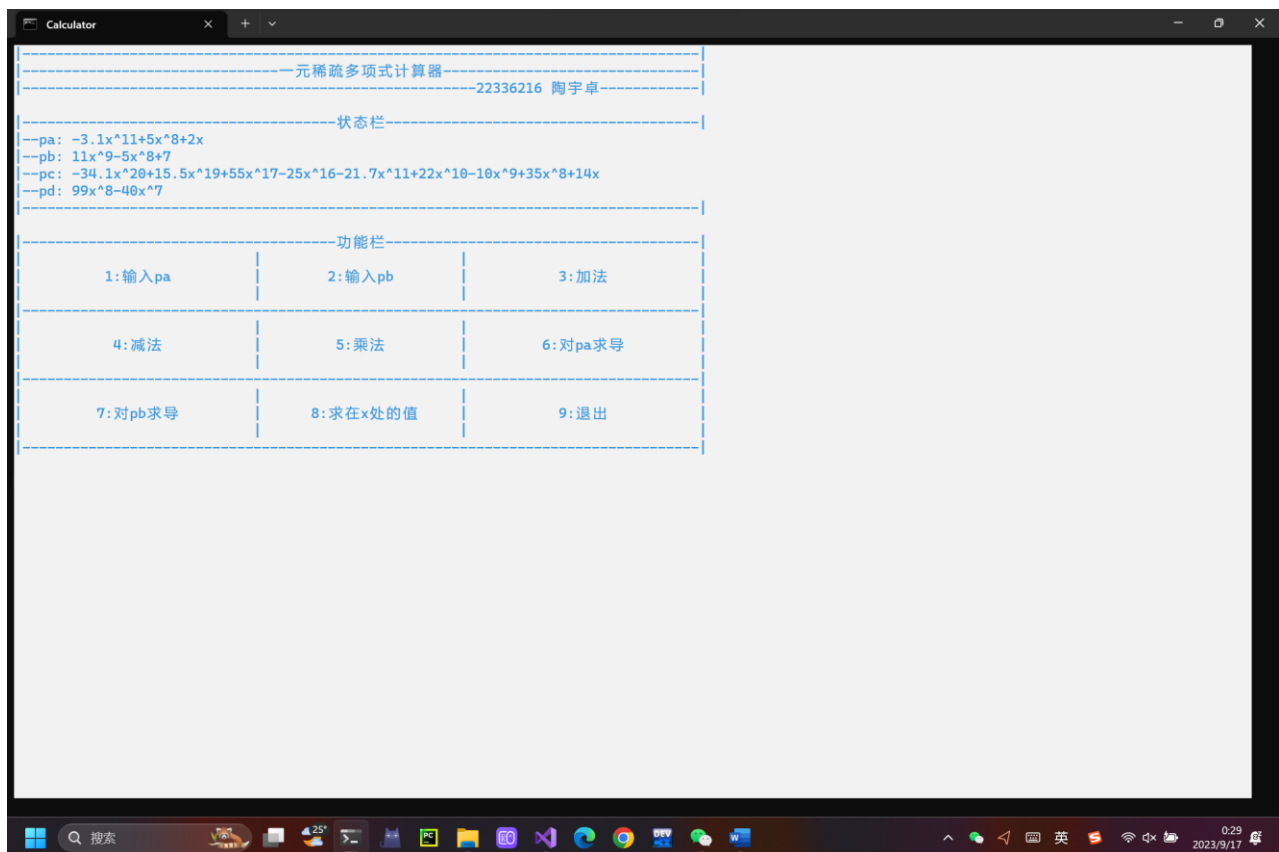 Calculator
|----------------------------------------------------------------------------------|
|-------------------------------一元稀疏多项式计算器-------------------------------|
|-------------------------------------------------------22336216 陶宇卓------------|
|--------------------------------------状态栏--------------------------------------|
|--pa: -3.1x^11+5x^8+2x
|--pb: 11x^9-5x^8+7
|--pc: -34.1x^20+15.5x^19+55x^17-25x^16-21.7x^11+22x^10-10x^9+35x^8+14x
|--pd: 99x^8-40x^7
|----------------------------------------------------------------------------------|
|--------------------------------------功能栏--------------------------------------|
1:输入pa | 2:输入pb | 3:加法
|----------------------------------------------------------------------------------|
4:减法 | 5:乘法 | 6:对pa求导
|----------------------------------------------------------------------------------|
7:对pb求导 | 8:求在x处的值 | 9:退出
|----------------------------------------------------------------------------------|
搜索
25°
PC
DEV
英
0:29
2023/9/17